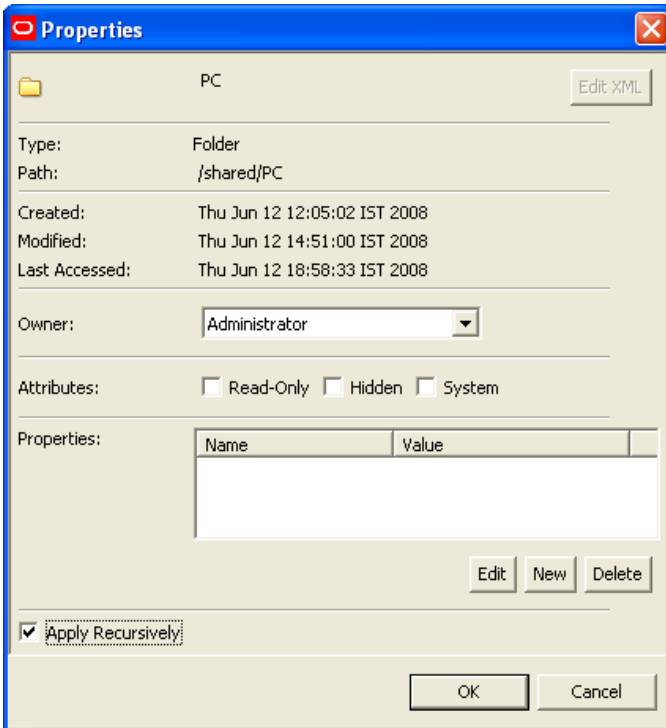 Properties
PC
Edit XML
Type: Folder
Path: /shared/PC
Created: Thu Jun 12 12:05:02 IST 2008
Modified: Thu Jun 12 14:51:00 IST 2008
Last Accessed: Thu Jun 12 18:58:33 IST 2008
Owner: Administrator
Attributes: Read-Only Hidden System
Properties: Name Value
Edit New Delete
Apply Recursively
OK Cancel